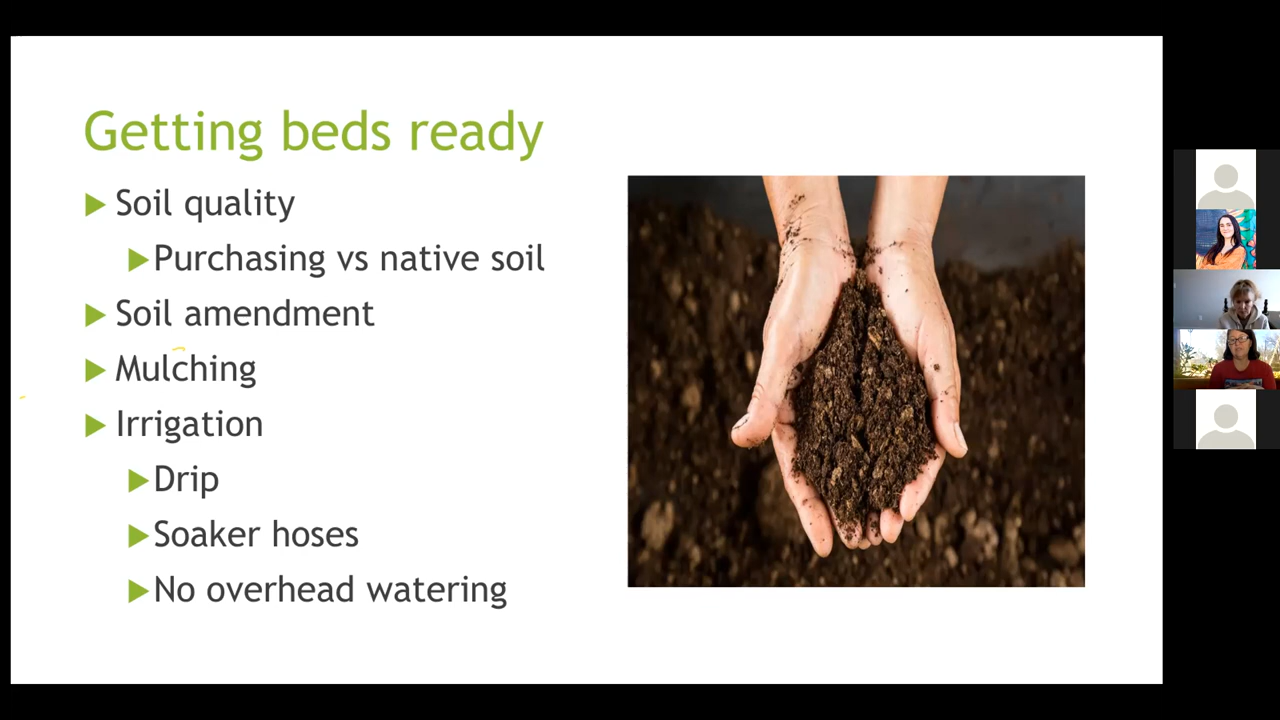 Getting beds ready
Soil quality
Purchasing vs native soil
Soil amendment
Mulching
Irrigation
Drip
Soaker hoses
No overhead watering